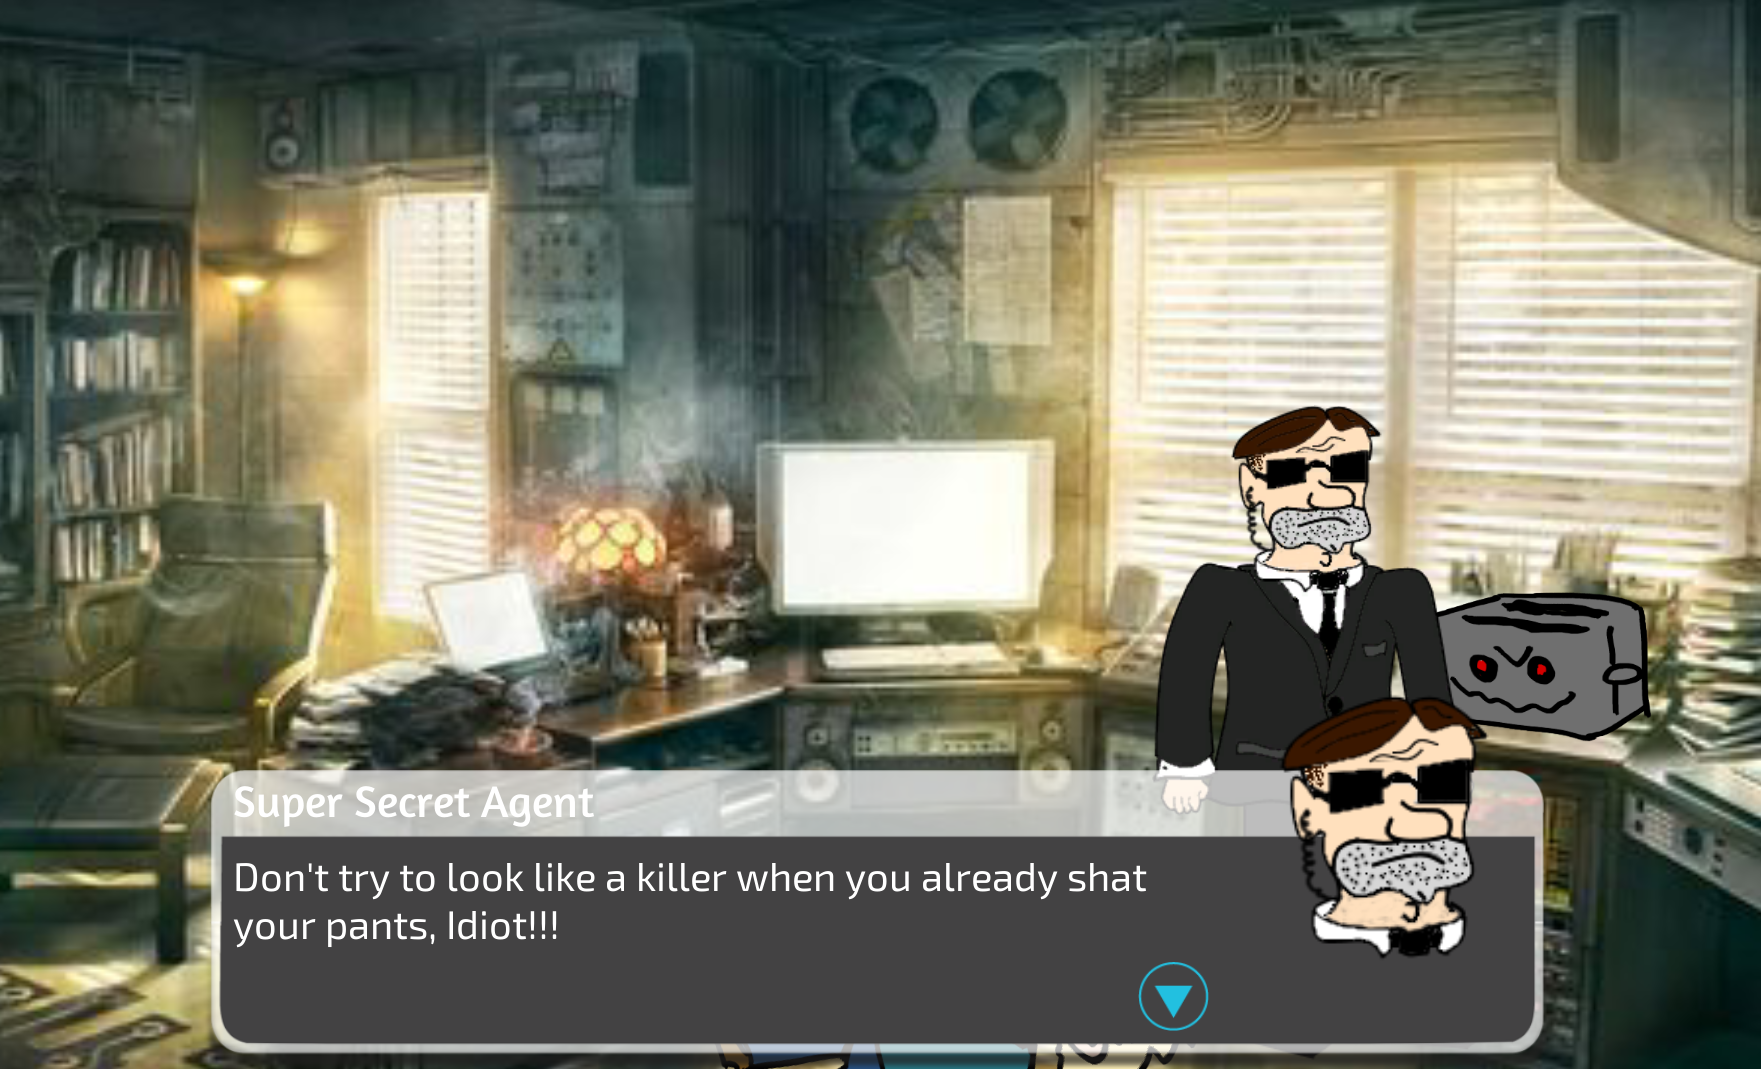 Super Secret Agent
Don't try to look like a killer when you already shat
your pants, Idiot!!!